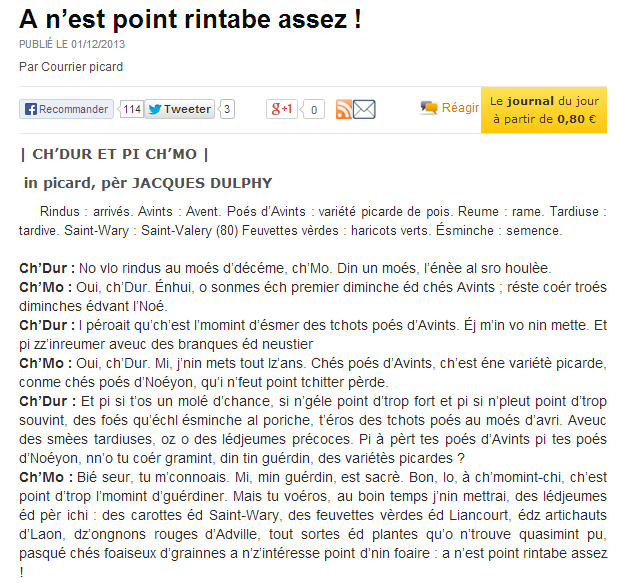 A n'est point rintabe assez !
PUBLIÉ LE 01/12/2013
Par Courrier picard
Recommander 114 Tweeter 3 g+1 0 Réagir Le journal du jour
à partir de 0,80 €
| CH'DUR ET PI CH'MO |
in picard, pèr JACQUES DULPHY
Rindus : arrivés. Avints : Avent. Poés d'Avints : variété picarde de pois. Reume : rame. Tardiuse :
tardive. Saint-Wary : Saint-Valery (80) Feuvettes vèrdes : haricots verts. Ésminche : semence.
Ch'Dur : No vlo rindus au moés d'décéme, ch'Mo. Din un moés, l'énèe al sro houlèe.
Ch'Mo : Oui, ch'Dur. Énhui, o sonmes éch premier diminche éd chés Avints ; réste coér troés
diminches édvant l'Noé.
Ch'Dur : I péroait qu'ch'est l'momint d'ésmer des tchots poés d'Avints. Éj m'in vo nin mette. Et
pi zz'inreumer aveuc des branques éd neustier
Ch'Mo : Oui, ch'Dur. Mi, j'nin mets tout lz'ans. Chés poés d'Avints, ch'est éne variétè picarde,
conme chés poés d'Noéyon, qu'i n'feut point tchitter pèrde.
Ch'Dur : Et pi si t'os un molé d'chance, si n'géle point d'trop fort et pi si n'pleut point d'trop
souvint, des foés qu'échl ésminche al poriche, t'éros des tchots poés au moés d'avri. Aveuc
des smèes tardiuses, oz o des lédjeumes précoces. Pi à pèrt tes poés d'Avints pi tes poés
d'Noéyon, nn'o tu coér gramint, din tin guérdin, des variétès picardes ?
Ch'Mo : Bié seur, tu m'connoais. Mi, min guérdin, est sacrè. Bon, lo, à ch'momint-chi, ch'est
point d'trop l'momint d'guérdiner. Mais tu voéros, au boin temps j'nin mettrai, des lédjeumes
éd pèr ichi : des carottes éd Saint-Wary, des feuvettes vèrdes éd Liancourt, édz artichauts
d'Laon, dz'ongnons rouges d'Adville, tout sortes éd plantes qu'o n'trouve quasimint pu,
pasqué chés foaiseux d'grainnes a n'z'intéresse point d'nin foaire : a n'est point rintabe assez
!